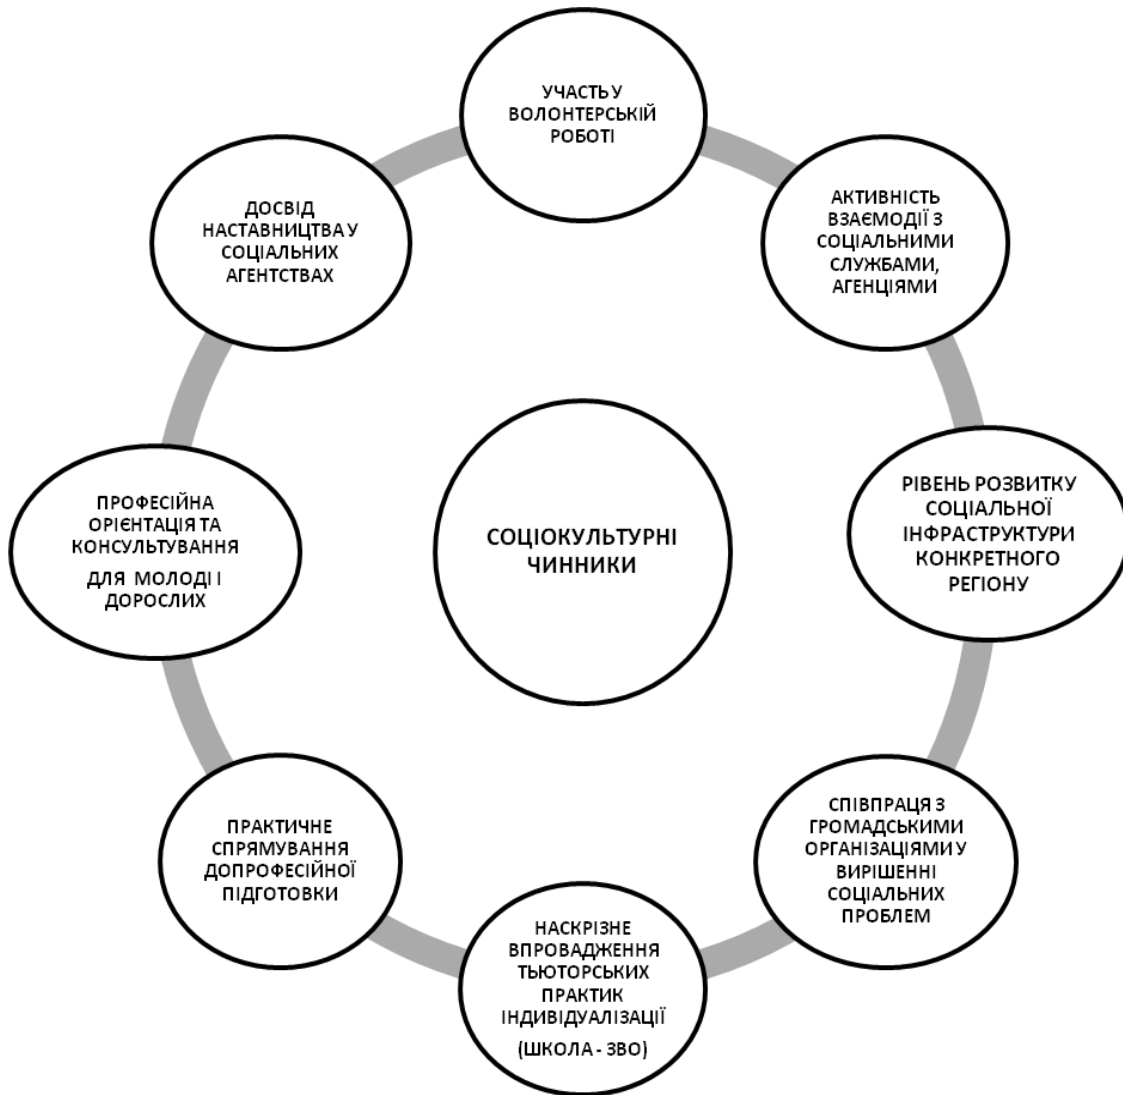 УЧАСТЬ У
ВОЛОНТЕРСЬКІЙ
РОБОТІ
АКТИВНІСТЬ
ВЗАЄМОДІЇ З
СОЦІАЛЬНИМИ
СЛУЖБАМИ,
АГЕНЦІЯМИ
РІВЕНЬ РОЗВИТКУ
СОЦІАЛЬНОЇ
ІНФРАСТРУКТУРИ
КОНКРЕТНОГО
РЕГІОНУ
СПІВПРАЦЯ З
ГРОМАДСЬКИМИ
ОРГАНІЗАЦІЯМИ У
ВИРІШЕННІ
СОЦІАЛЬНИХ
ПРОБЛЕМ
НАСКРІЗНЕ
ВПРОВАДЖЕННЯ
ТЬЮТОРСЬКИХ
ПРАКТИК
ІНДИВІДУАЛІЗАЦІЇ
(ШКОЛА - ЗВО)
ПРАКТИЧНЕ
СПРЯМУВАННЯ
ДОПРОФЕСІЙНОЇ
ПІДГОТОВКИ
ПРОФЕСІЙНА
ОРІЄНТАЦІЯ ТА
КОНСУЛЬТУВАННЯ
ДЛЯ МОЛОДІ І
ДОРОСЛИХ
ДОСВІД
НАСТАВНИЦТВА У
СОЦІАЛЬНИХ
АГЕНТСТВАХ
СОЦІОКУЛЬТУРНІ
ЧИННИКИ